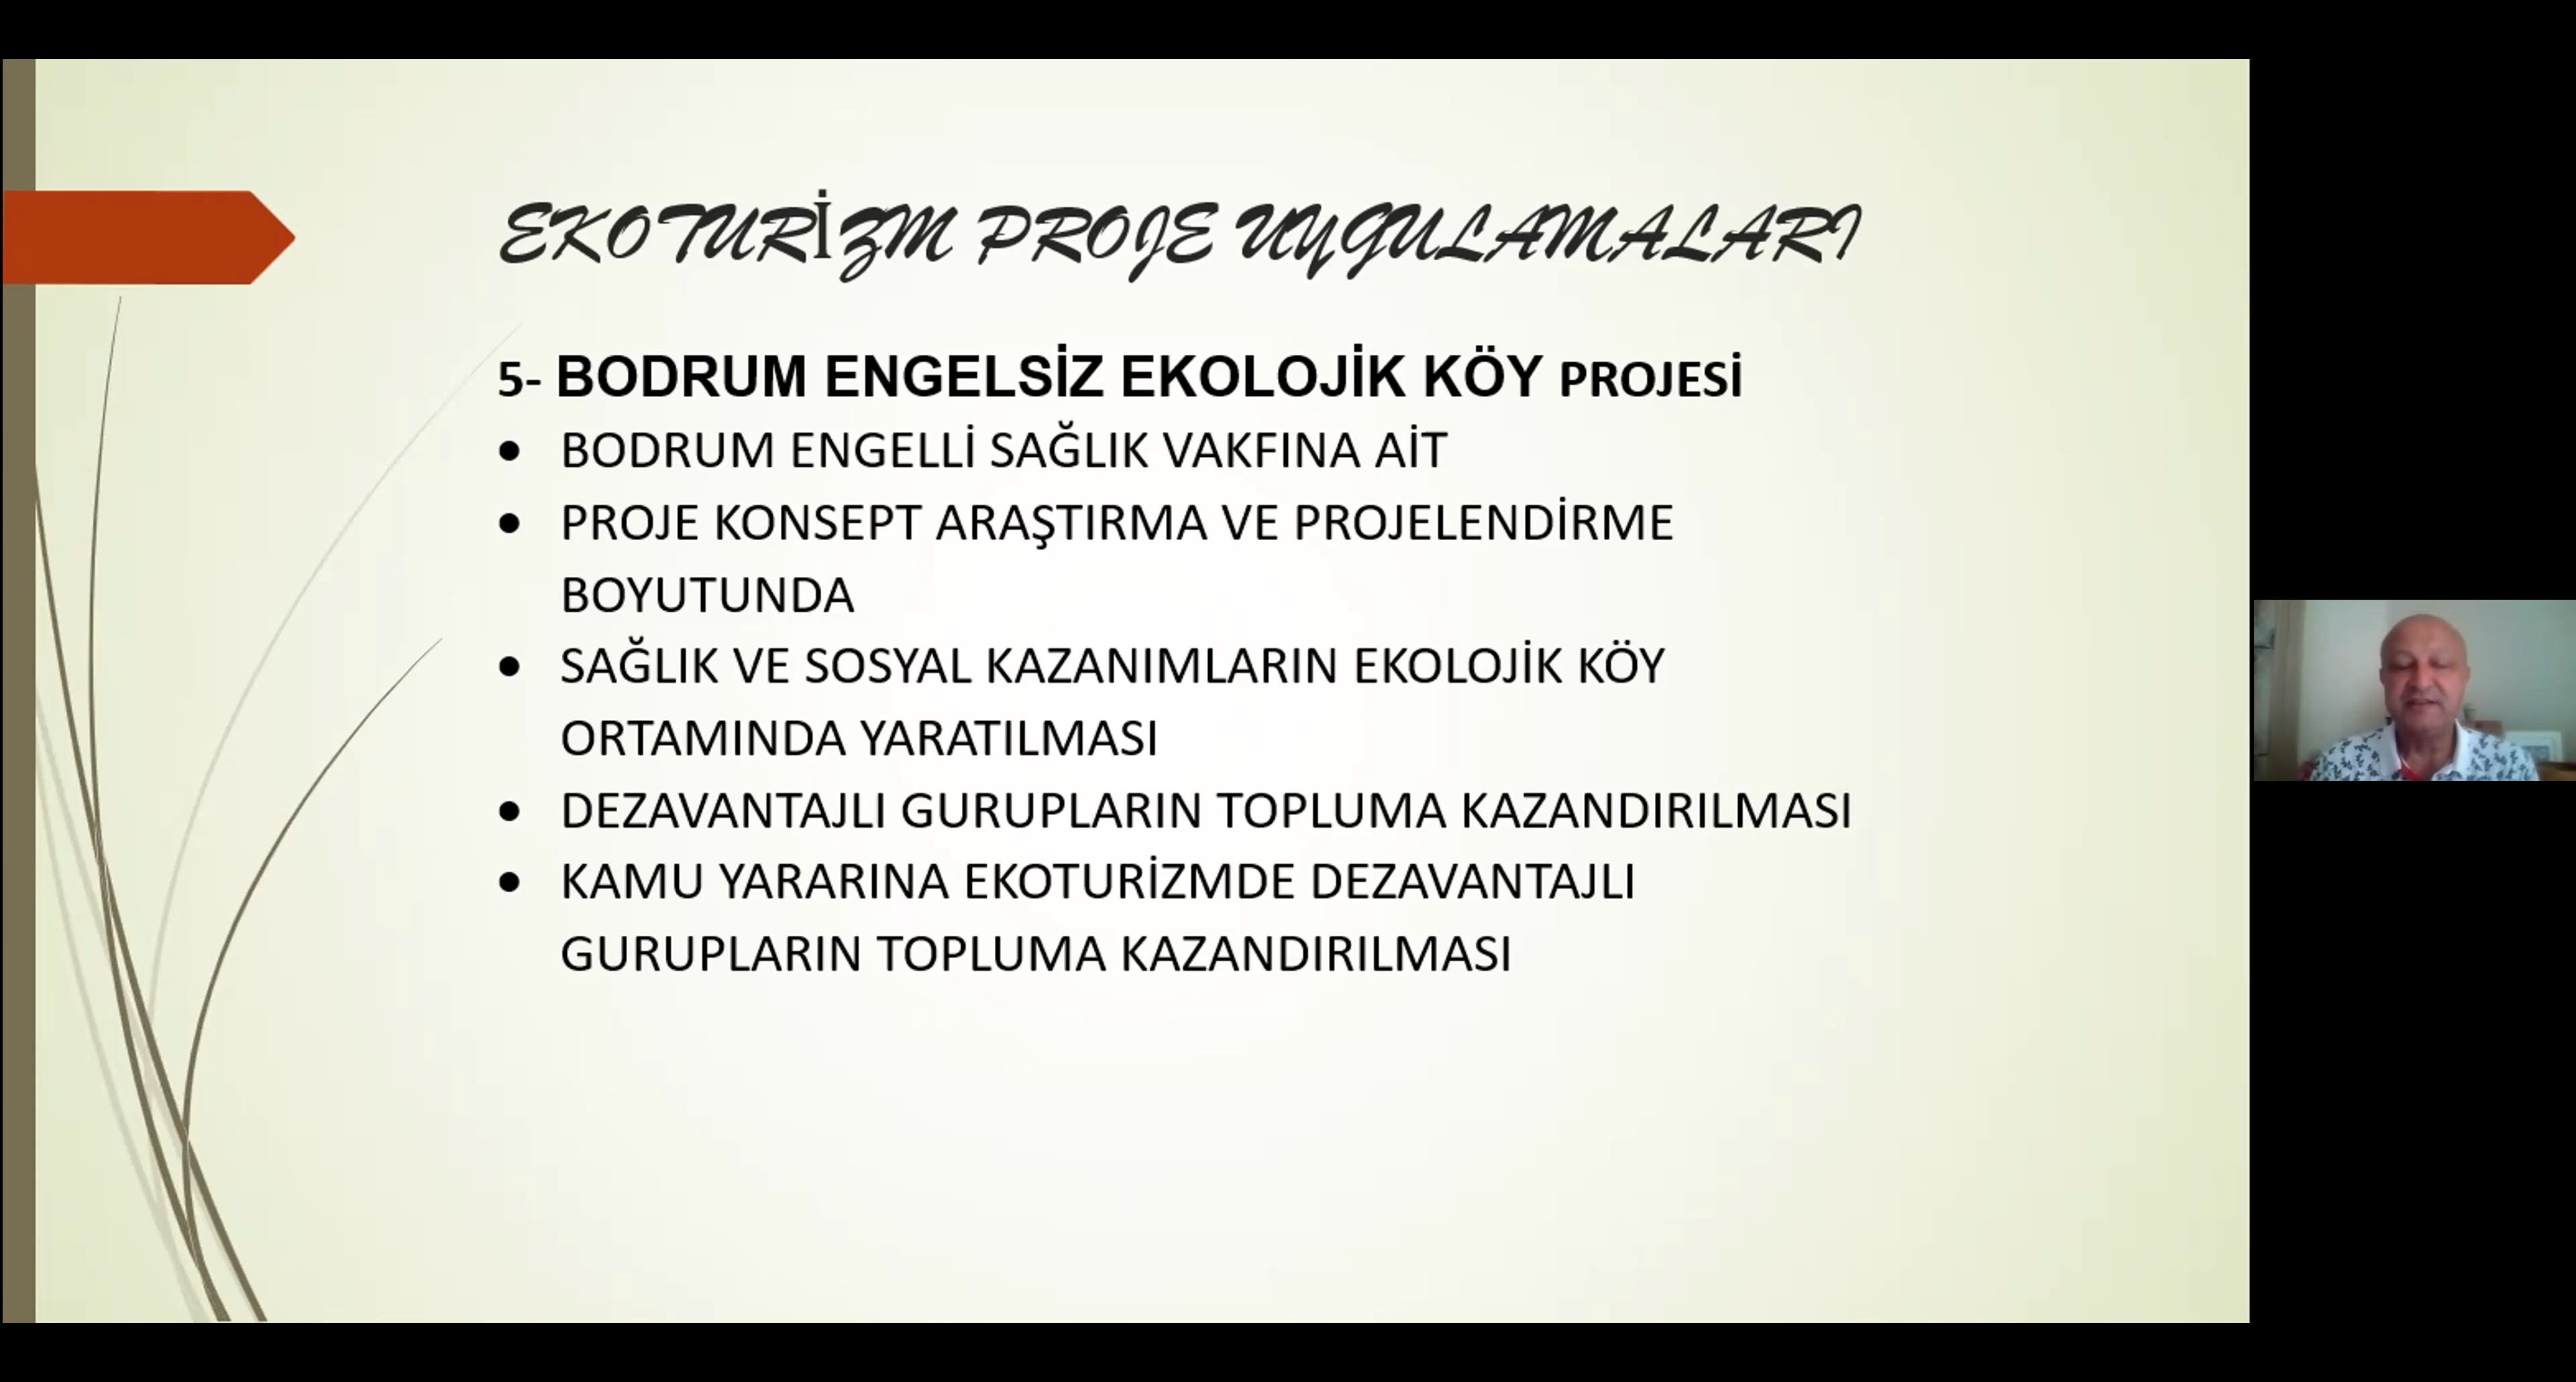 EKOTURİZM PROJE UYGULAMALARI
5- BODRUM ENGELSİZ EKOLOJİK KÖY PROJESİ
● BODRUM ENGELLİ SAĞLIK VAKFINA AİT
● PROJE KONSEPT ARAŞTIRMA VE PROJELENDİRME
BOYUTUNDA
● SAĞLIK VE SOSYAL KAZANIMLARIN EKOLOJİK KÖY
ORTAMINDA YARATILMASI
● DEZAVANTAJLI GURUPLARIN TOPLUMA KAZANDIRILMASI
● KAMU YARARINA EKOTURİZMDE DEZAVANTAJLI
GURUPLARIN TOPLUMA KAZANDIRILMASI